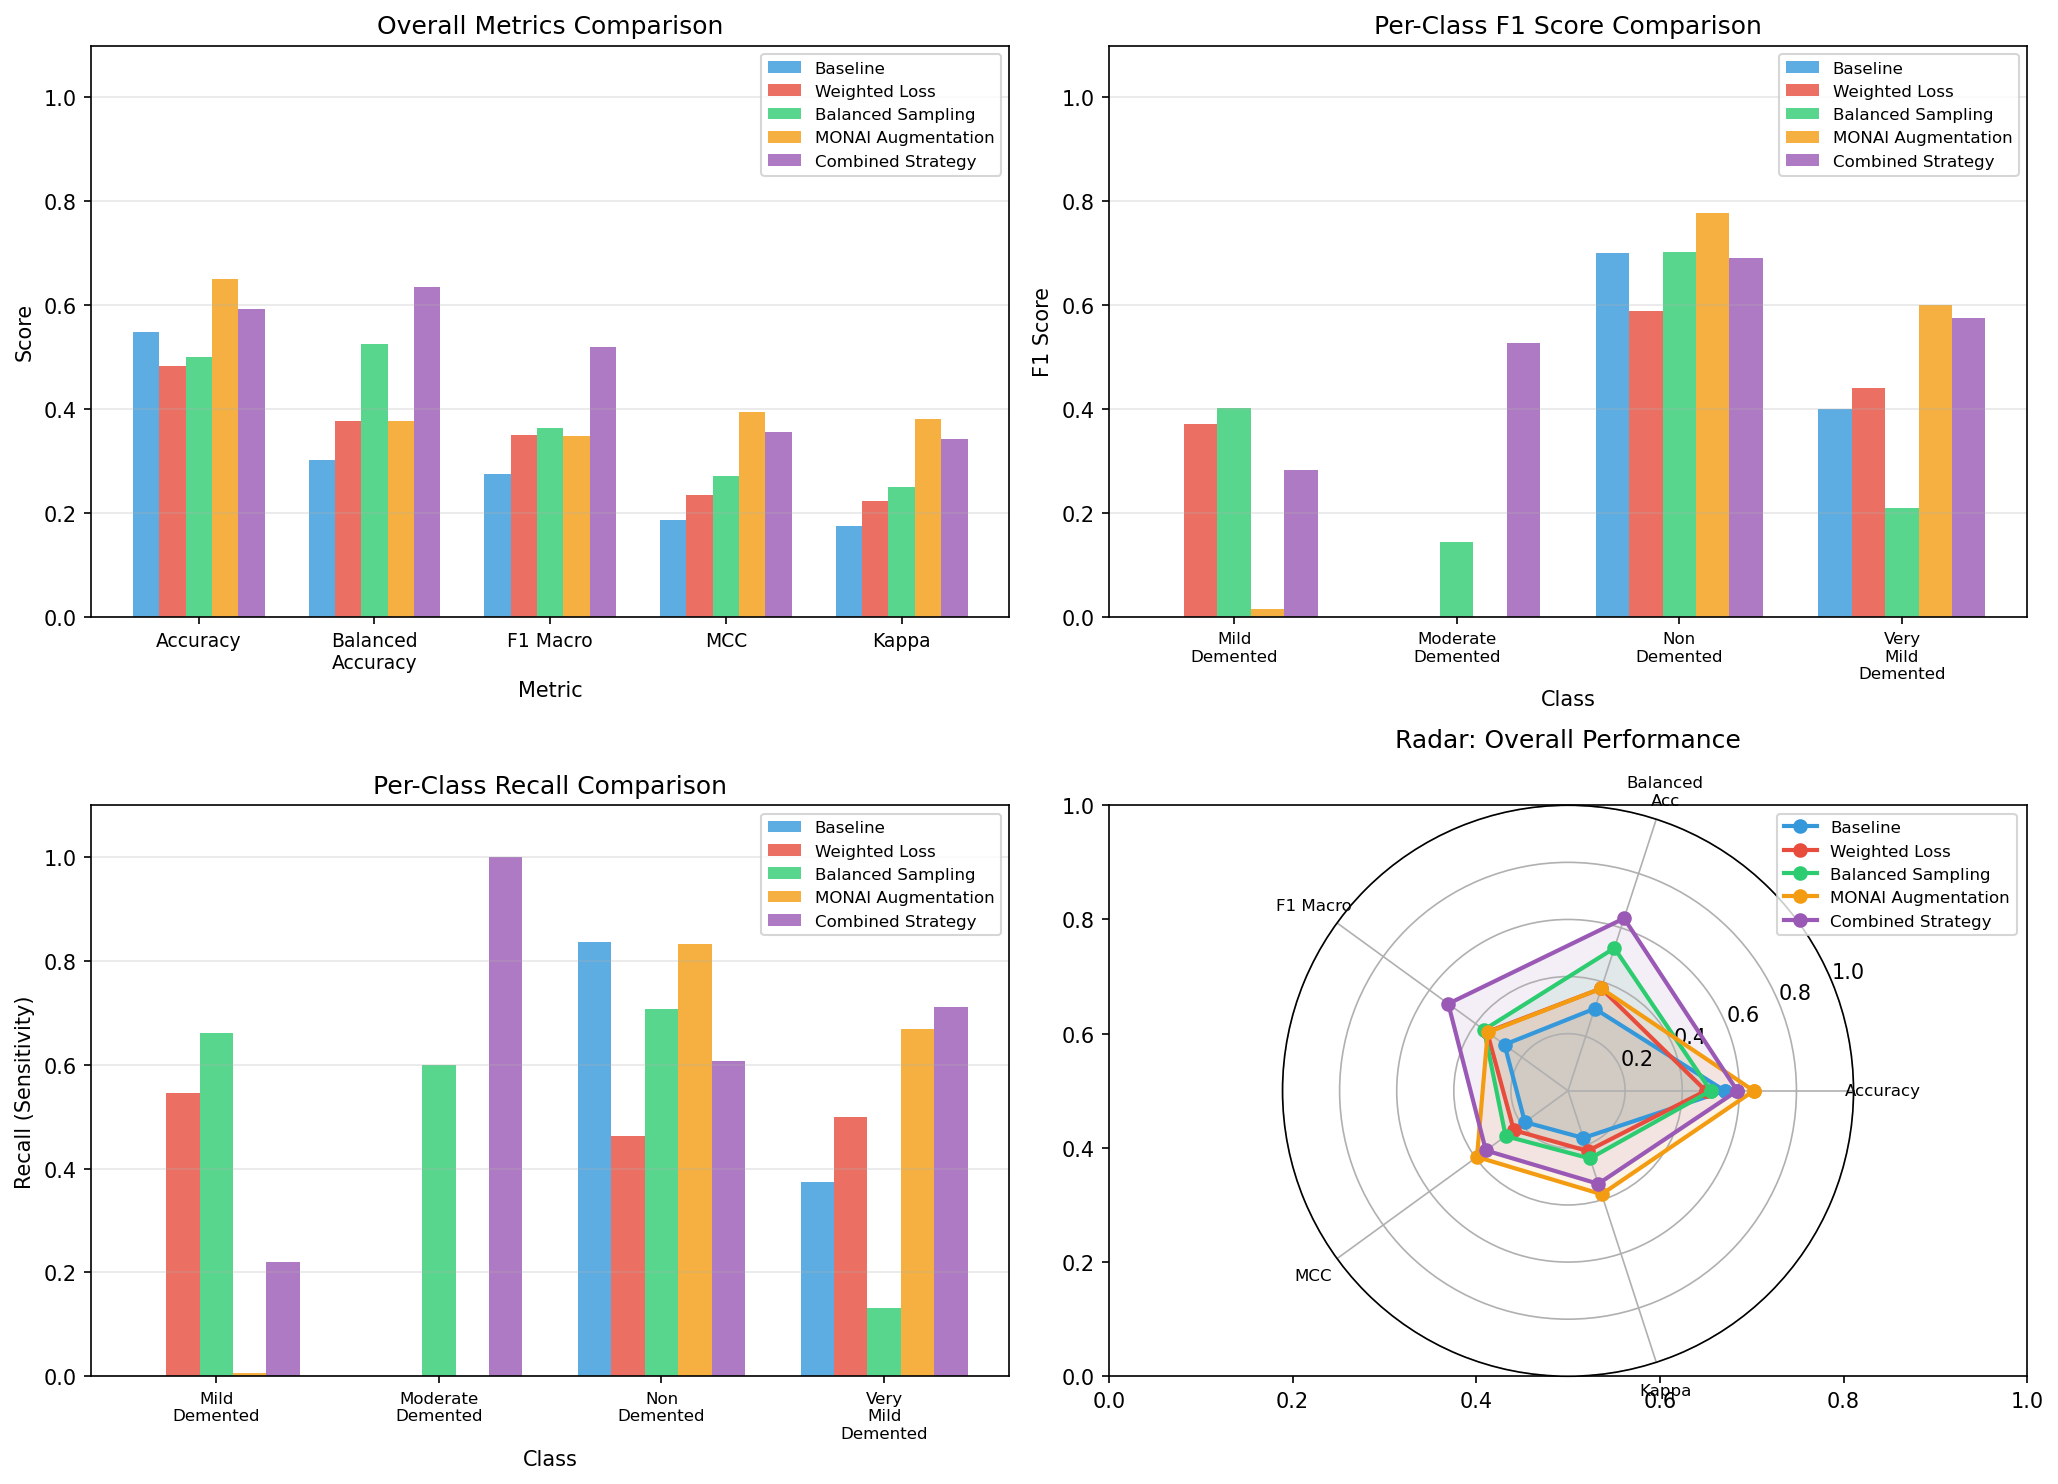 Overall Metrics Comparison
Score
1.0
0.8
0.6
0.4
0.2
0.0
Baseline
Weighted Loss
Balanced Sampling
MONAI Augmentation
Combined Strategy
Accuracy
Balanced
Accuracy
F1 Macro
MCC
Kappa
Metric
Per-Class F1 Score Comparison
F1 Score
1.0
0.8
0.6
0.4
0.2
0.0
Baseline
Weighted Loss
Balanced Sampling
MONAI Augmentation
Combined Strategy
Mild
Demented
Moderate
Demented
Non
Demented
Very
Mild
Demented
Class
Per-Class Recall Comparison
Recall (Sensitivity)
1.0
0.8
0.6
0.4
0.2
0.0
Baseline
Weighted Loss
Balanced Sampling
MONAI Augmentation
Combined Strategy
Mild
Demented
Moderate
Demented
Non
Demented
Very
Mild
Demented
Class
Radar: Overall Performance
1.0
0.8
0.6
0.4
0.2
0.0
Balanced
Acc
F1 Macro
MCC
Kappa
Accuracy
0.2
0.4
0.6
0.8
1.0
Baseline
Weighted Loss
Balanced Sampling
MONAI Augmentation
Combined Strategy
0.0
0.2
0.4
0.6
0.8
1.0